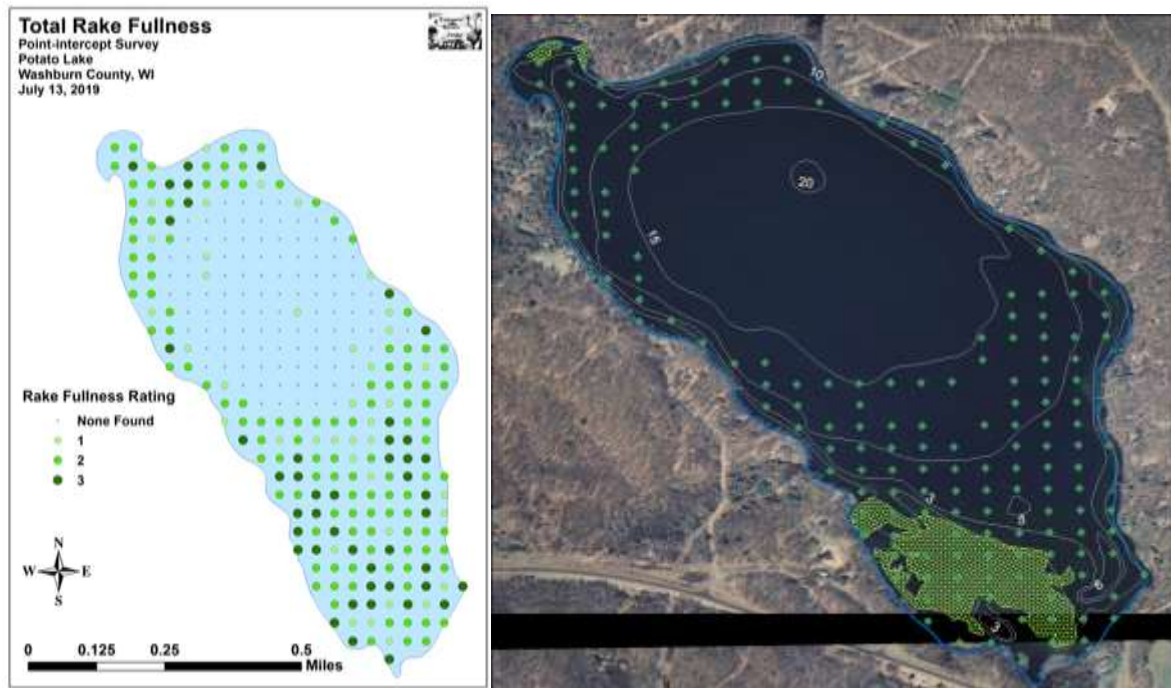 Total Rake Fullness
Point-intercept Survey
Potato Lake
Washburn County, WI
July 13, 2019
Rake Fullness Rating
None Found
1
2
3
N
W E
S
0 0.125 0.25 0.5
Miles
10
20
15
3
5
3